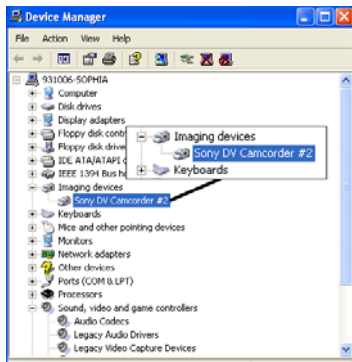 Device Manager
File Action View Help
931006-SOPHIA
Computer
Disk drives
Display adapters
Floppy disk contr
Floppy disk drive
IDE ATA/ATAPI c
IEEE 1394 Bus h
Imaging devices
Sony DV Camcorder #2
Imaging devices
Sony DV Camcorder #2
Keyboards
Keyboards
Mice and other pointing devices
Monitors
Network adapters
Other devices
Ports (COM & LPT)
Processors
Sound, video and game controllers
Audio Codecs
Legacy Audio Drivers
Legacy Video Capture Devices